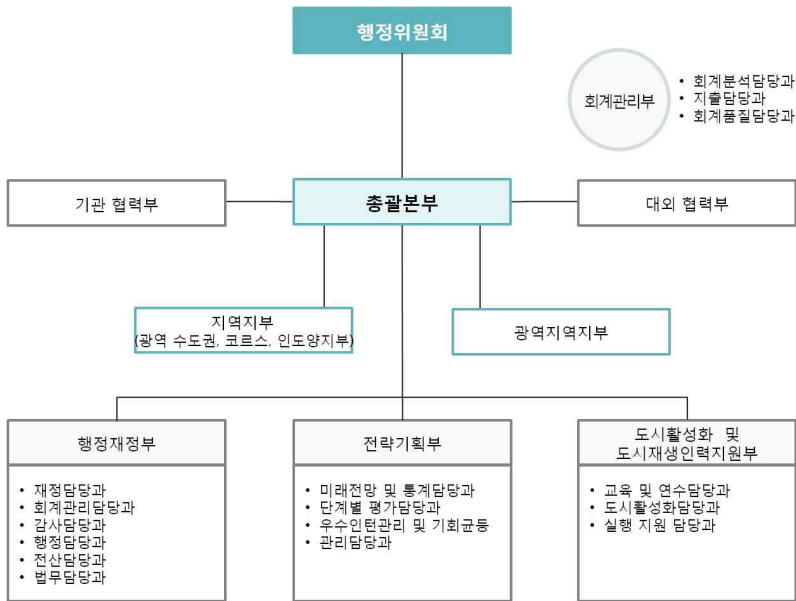 행정위원회
회계관리부
• 회계분석담당과
• 지출담당과
• 회계품질담당과
기관 협력부
총괄본부
대외 협력부
지역지부
(광역 수도권, 코르스, 인도양지부)
광역지역지부
행정재정부
• 재정담당과
• 회계관리담당과
• 감사담당과
• 행정담당과
• 전산담당과
• 법무담당과
전략기획부
• 미래전망 및 통계담당과
• 단계별 평가담당과
• 우수인턴관리 및 기회균등
• 관리담당과
도시활성화 및
도시재생인력지원부
• 교육 및 연수담당과
• 도시활성화담당과
• 실행 지원 담당과